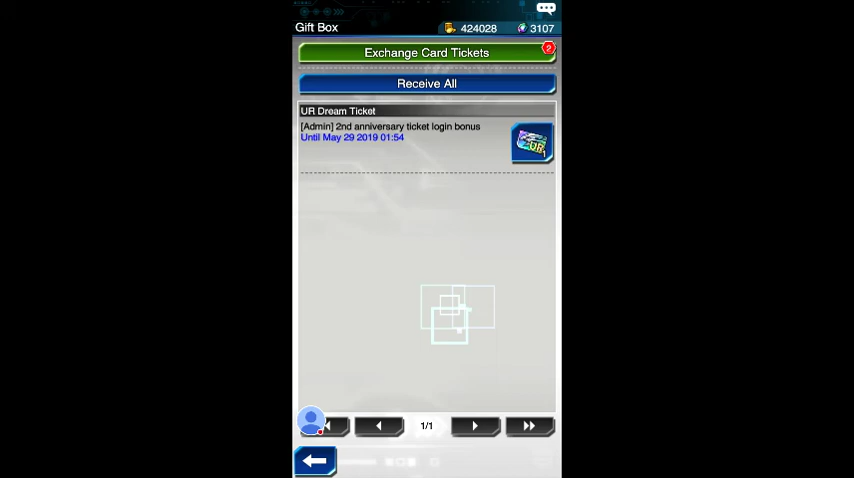 Gift Box
424028
3107
Exchange Card Tickets
2
Receive All
UR Dream Ticket
[Admin] 2nd anniversary ticket login bonus
Until May 29 2019 01:54
UR
1
1/1